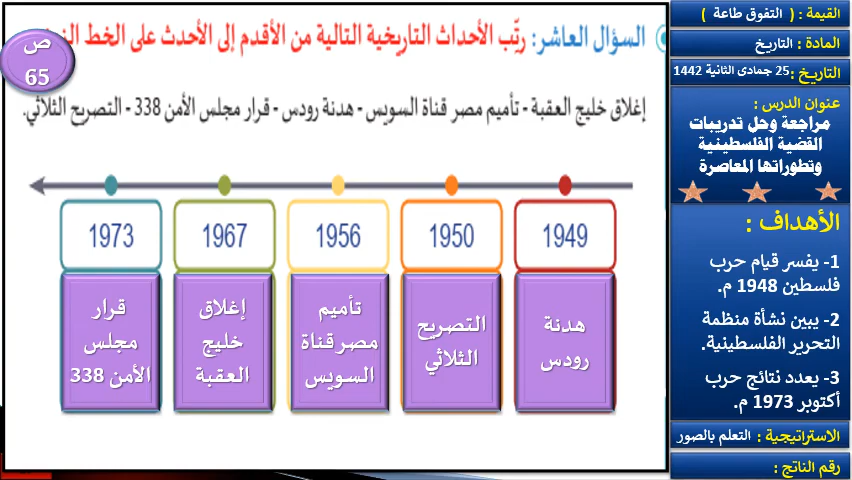 السؤال العاشر: رتّب الأحداث التاريخية التالية من الأقدم إلى الأحدث على الخط
ص
65
إغلاق خليج العقبة - تأميم مصر قناة السويس - هدنة رودس - قرار مجلس الأمن 338 - التصريح الثلاثي.
1949
1950
1956
1967
1973
هدنة
رودس
التصريح
الثلاثي
تأميم
مصر قناة
السويس
إغلاق
خليج
العقبة
قرار
مجلس
الأمن 338
القيمة : ( التفوق طاعة )
المادة : التاريخ
التاريخ : 25 جمادى الثانية 1442
عنوان الدرس :
مراجعة وحل تدريبات
القضية الفلسطينية
وتطوراتها المعاصرة
الأهداف :
1- يفسر قيام حرب
فلسطين 1948 م.
2- يبين نشأة منظمة
التحرير الفلسطينية.
3- يعدد نتائج حرب
أكتوبر 1973 م.
الاستراتيجية : التعلم بالصور
رقم الناتج :